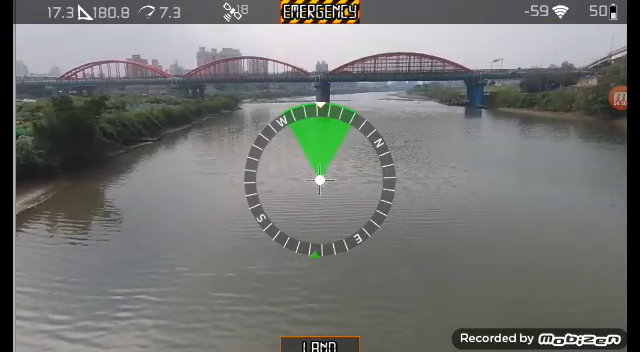 17.3 180.8 7.3 18 EMERGENCY -59 50
W N
S E
LAND
Recorded by MOBIZEN